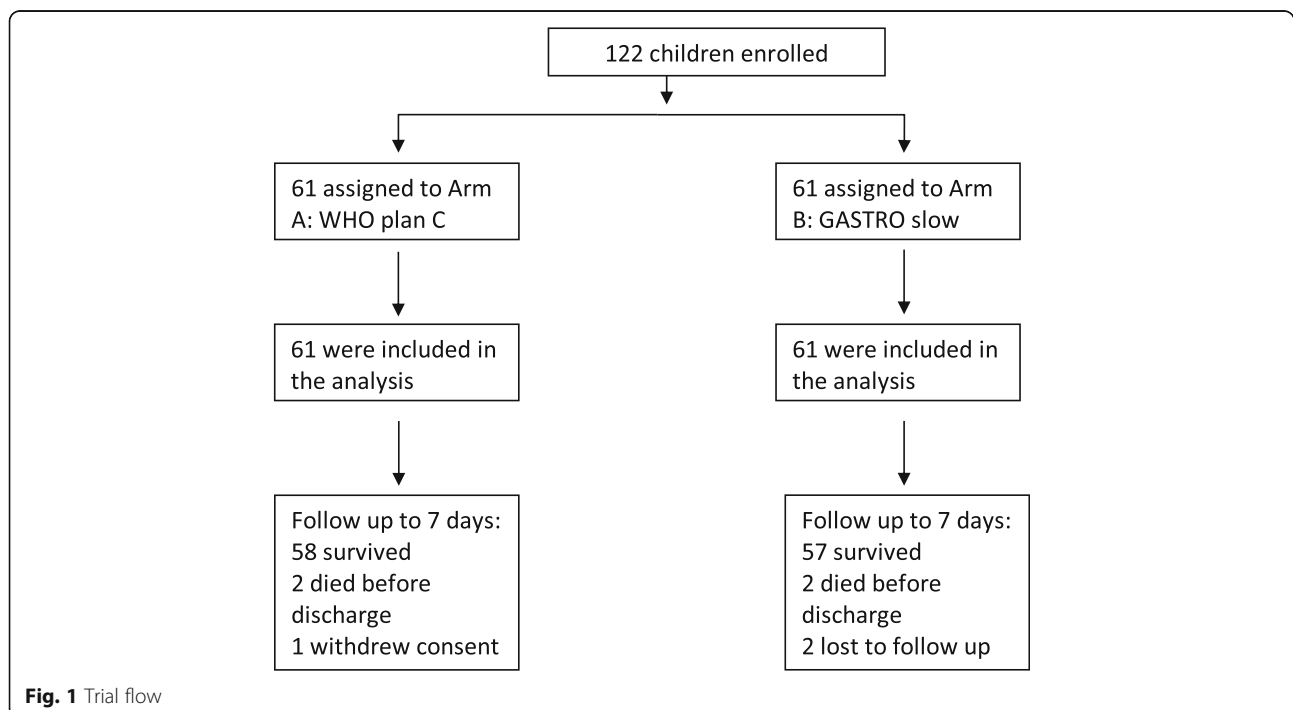 122 children enrolled
61 assigned to Arm
A: WHO plan C
61 assigned to Arm
B: GASTRO slow
61 were included in
the analysis
61 were included in
the analysis
Follow up to 7 days:
58 survived
2 died before
discharge
1 withdrew consent
Follow up to 7 days:
57 survived
2 died before
discharge
2 lost to follow up
Fig. 1 Trial flow